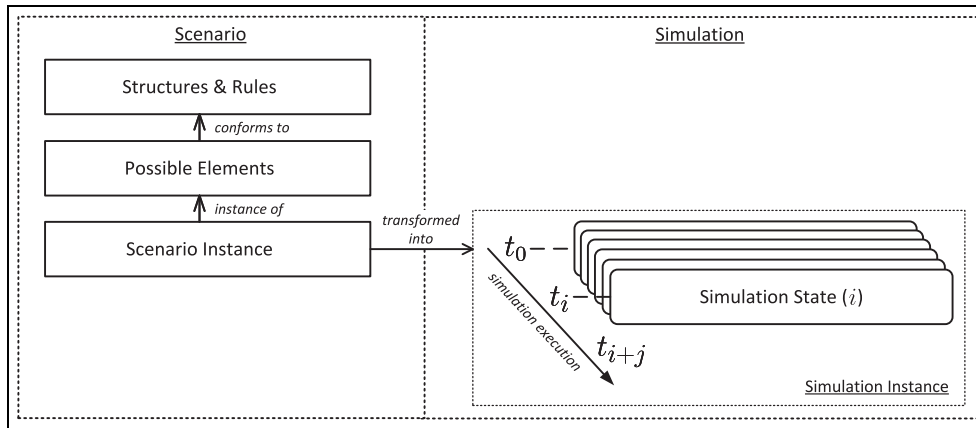 Scenario
Structures & Rules
conforms to
Possible Elements
instance of
Scenario Instance
transformed
into
Simulation
t0
ti
ti+j
simulation execution
Simulation State (i)
Simulation Instance